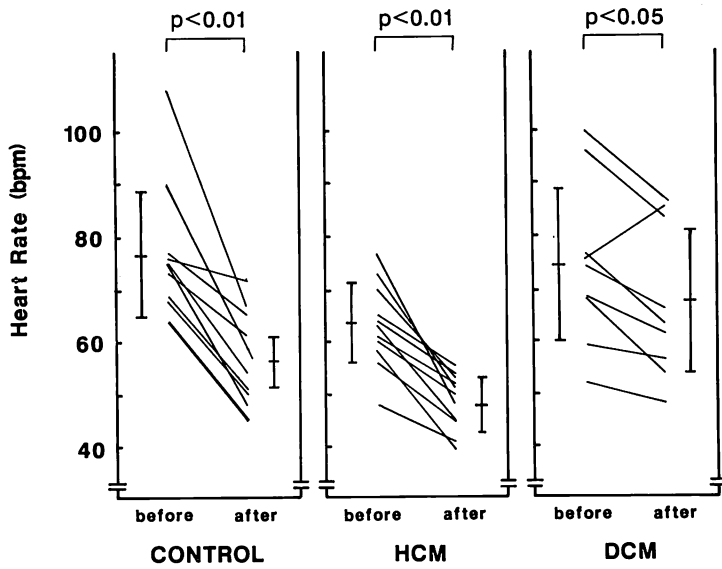 p<0.01 p<0.01 p<0.05
Heart Rate (bpm)
100
80
60
40
before after before after before after
CONTROL HCM DCM